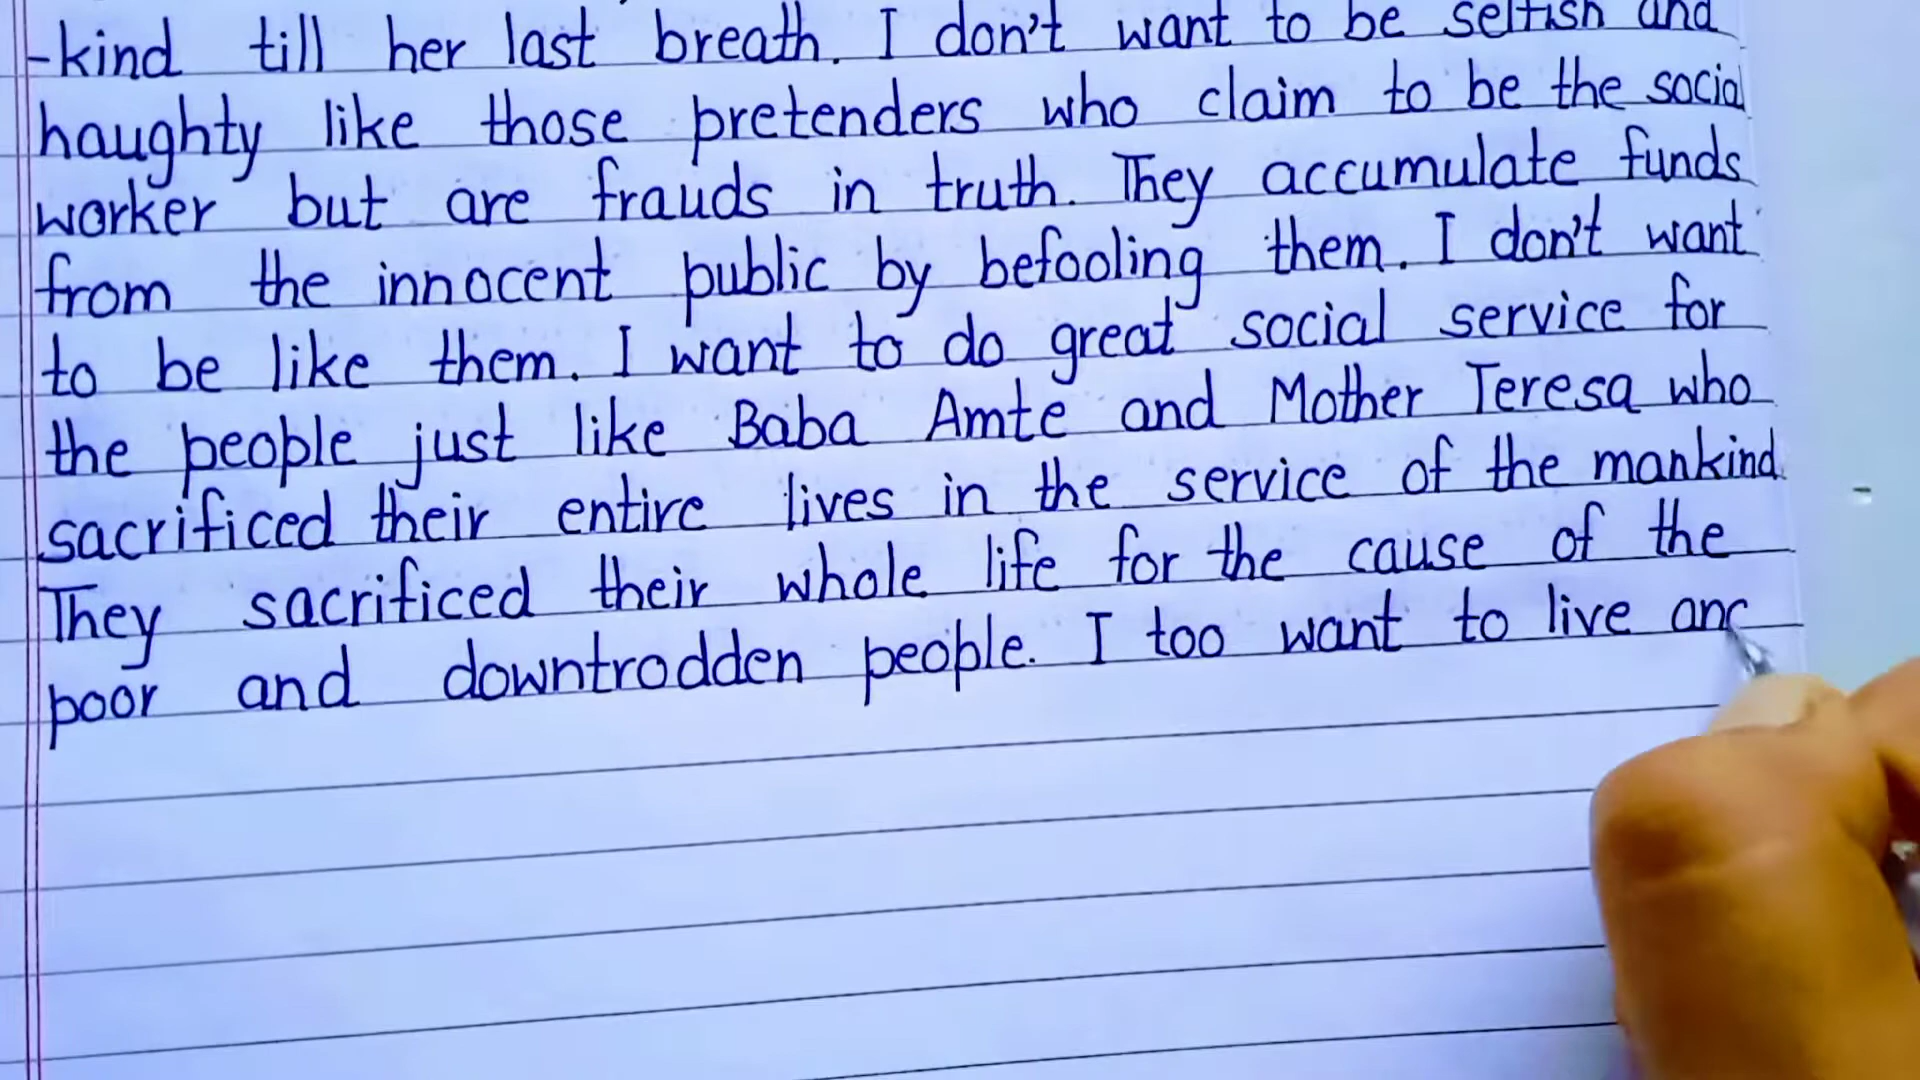 -kind till her last breath. I don't want to be selfish and
haughty like those pretenders who claim to be the social
worker but are frauds in truth. They accumulate funds
from the innocent public by befooling them. I don't want
to be like them. I want to do great social service for
the people just like Baba Amte and Mother Teresa who
sacrificed their entire lives in the service of the mankind
They sacrificed their whole life for the cause of the
poor and downtrodden people. I too want to live anc